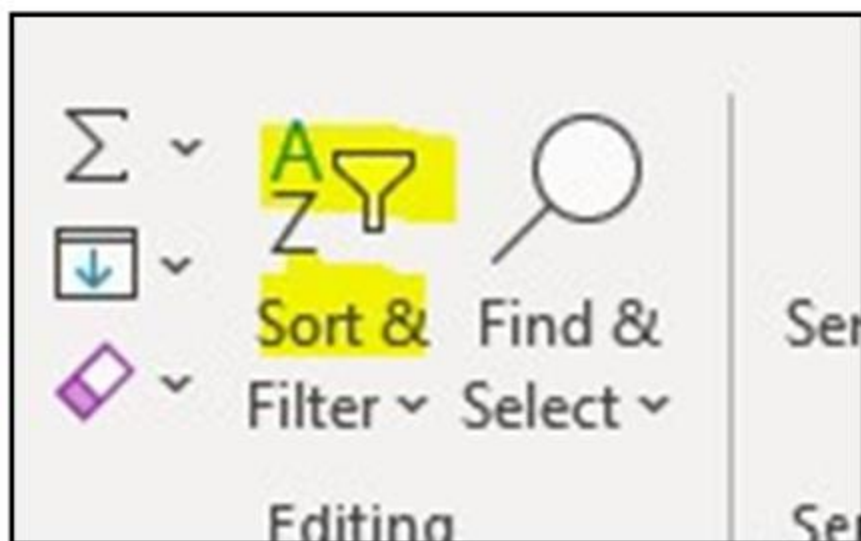 Σ
A
Z
Sort & Find &
Filter Select
Editing